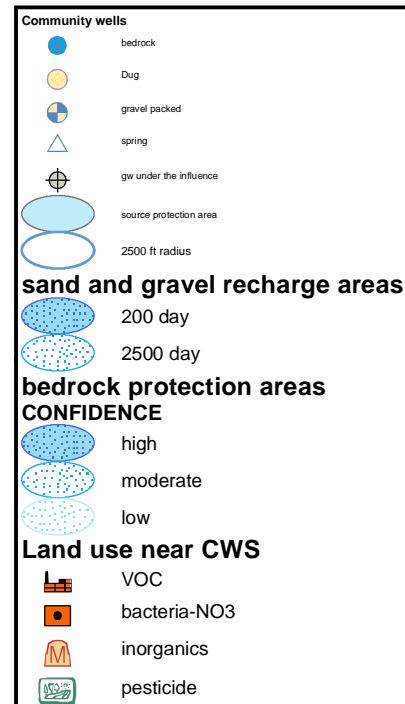 Community wells
bedrock
Dug
gravel packed
spring
gw under the influence
source protection area
2500 ft radius
sand and gravel recharge areas
200 day
2500 day
bedrock protection areas
CONFIDENCE
high
moderate
low
Land use near CWS
VOC
bacteria-NO3
M
inorganics
pesticide